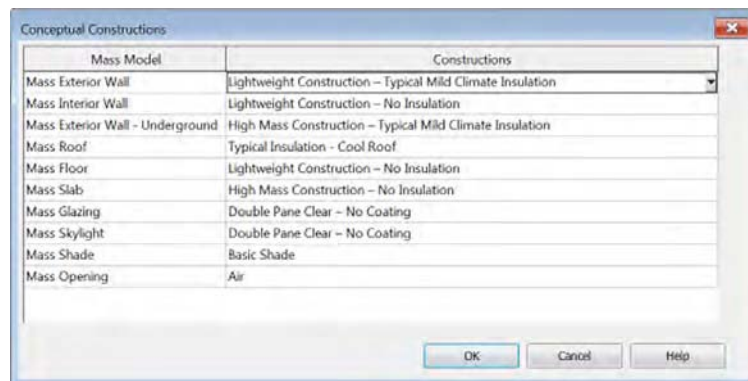 Conceptual Constructions
Mass Model Constructions
Mass Exterior Wall Lightweight Construction – Typical Mild Climate Insulation
Mass Interior Wall Lightweight Construction – No Insulation
Mass Exterior Wall - Underground High Mass Construction – Typical Mild Climate Insulation
Mass Roof Typical Insulation - Cool Roof
Mass Floor Lightweight Construction – No Insulation
Mass Slab High Mass Construction – No Insulation
Mass Glazing Double Pane Clear – No Coating
Mass Skylight Double Pane Clear – No Coating
Mass Shade Basic Shade
Mass Opening Air
OK Cancel Help